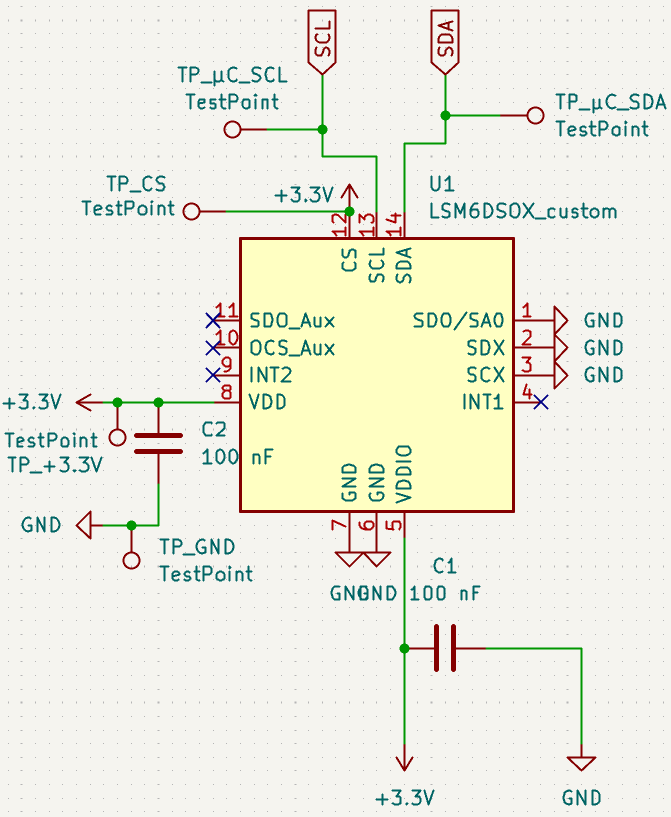 SCL
SDA
TP_µC_SCL
TestPoint
TP_µC_SDA
TestPoint
TP_CS
TestPoint
+3.3V
U1
LSM6DSOX_custom
12
13
14
CS
SCL
SDA
11
SDO_Aux
10
OCS_Aux
9
INT2
8
VDD
SDO/SA0
1
GND
SDX
2
GND
SCX
3
GND
INT1
4
+3.3V
TestPoint
TP_+3.3V
C2
100 nF
GND
TP_GND
TestPoint
GND
GND
VDDIO
7
6
5
GND
GND
C1
100 nF
+3.3V
GND